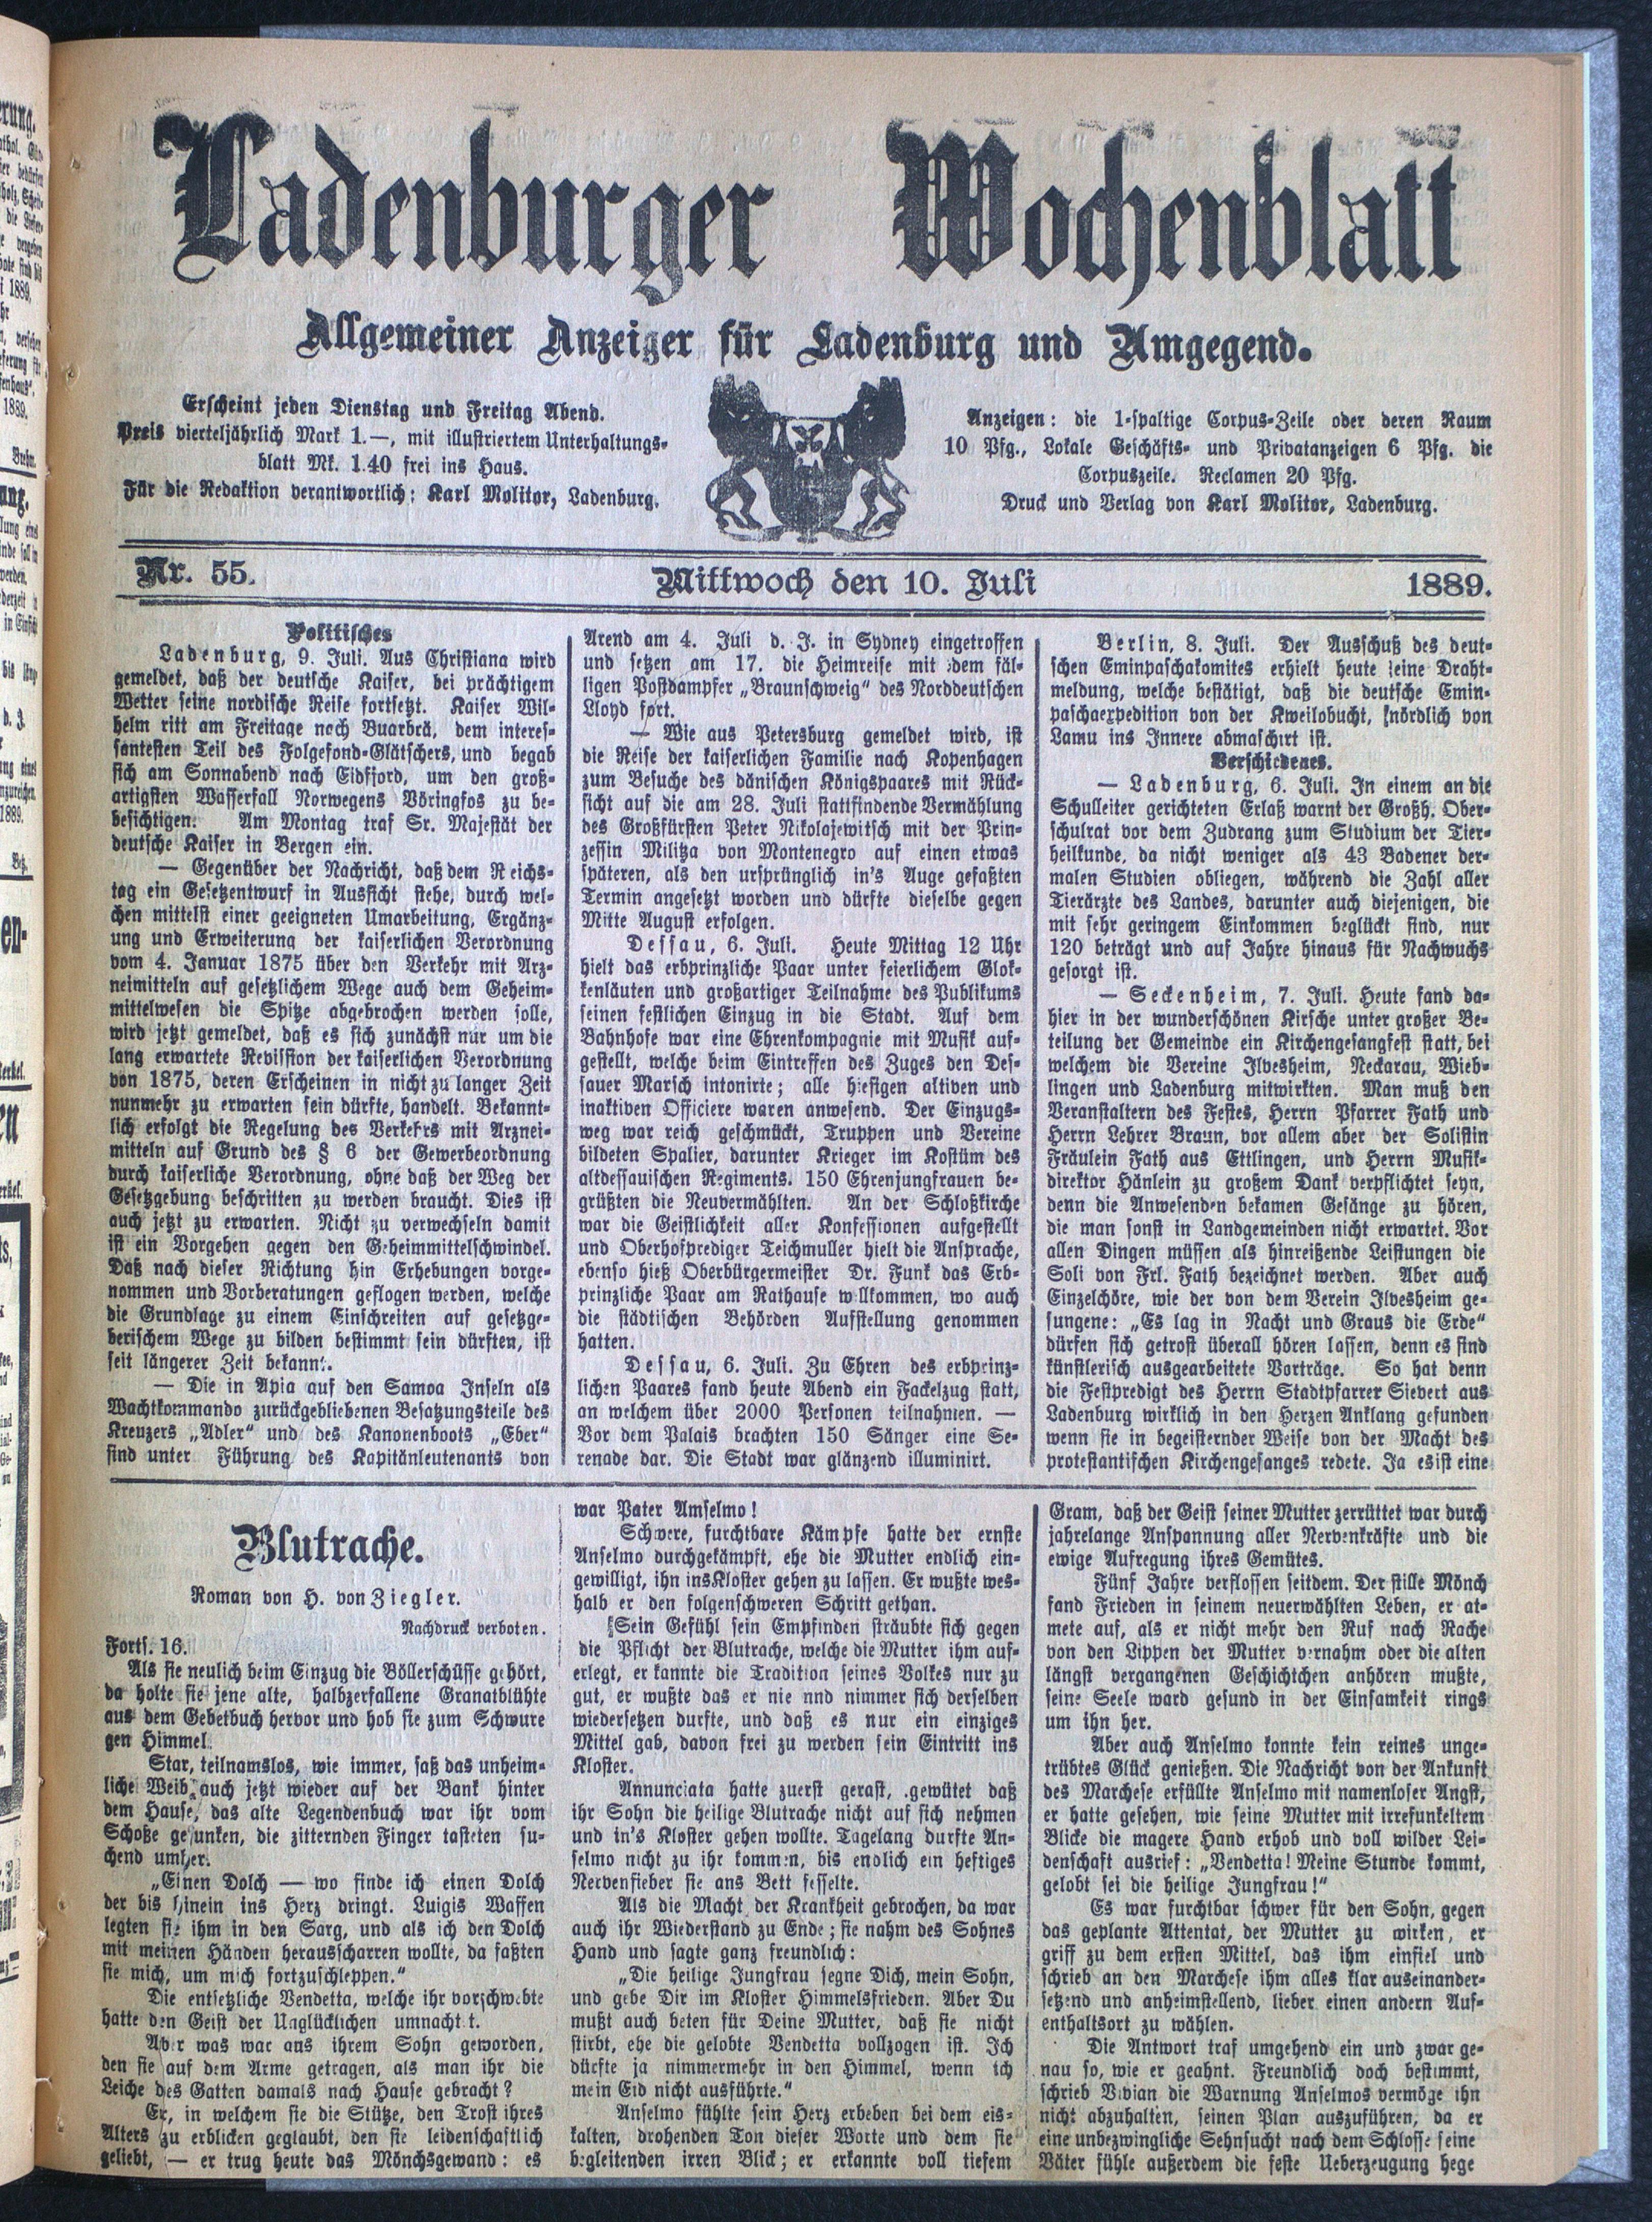 Ladenburger Wochenblatt
Allgemeiner Anzeiger für Ladenburg und Umgegend.
Erscheint jeden Dienstag und Freitag Abend.
Preis vierteljährlich Mark 1.—, mit illustriertem Unterhaltungs-
blatt Mk. 1.40 frei ins Haus.
Für die Redaktion verantwortlich: Karl Molitor, Ladenburg.
Anzeigen: die 1-spaltige Corpus-Zeile oder deren Raum
10 Pfg., Lokale Geschäfts- und Privatanzeigen 6 Pfg. die
Corpuszeile. Reclamen 20 Pfg.
Druck und Verlag von Karl Molitor, Ladenburg.
Nr. 55. Mittwoch den 10. Juli 1889.
Politisches
Ladenburg, 9. Juli. Aus Christiana wird
gemeldet, daß der deutsche Kaiser, bei prächtigem
Wetter seine nordische Reise fortsetzt. Kaiser Wil-
helm ritt am Freitage nach Buarbrä, dem interes-
santesten Teil des Folgefond-Glätschers, und begab
sich am Sonnabend nach Eidfjord, um den groß-
artigsten Wasserfall Norwegens Vöringfos zu be-
besichtigen. Am Montag traf Sr. Majestät der
deutsche Kaiser in Bergen ein.
— Gegenüber der Nachricht, daß dem Reichs-
tag ein Gesetzentwurf in Aussicht stehe, durch wel-
chen mittelst einer geeigneten Umarbeitung, Ergänz-
ung und Erweiterung der kaiserlichen Verordnung
vom 4. Januar 1875 über den Verkehr mit Arz-
neimitteln auf gesetzlichem Wege auch dem Geheim-
mittelwesen die Spitze abgebrochen werden solle,
wird jetzt gemeldet, daß es sich zunächst nur um die
lang erwartete Revission der kaiserlichen Verordnung
von 1875, deren Erscheinen in nicht zu langer Zeit
nunmehr zu erwarten sein dürfte, handelt. Bekannt-
lich erfolgt die Regelung des Verkehrs mit Arznei-
mitteln auf Grund des § 6 der Gewerbeordnung
durch kaiserliche Verordnung, ohne daß der Weg der
Gesetzgebung beschritten zu werden braucht. Dies ist
auch jetzt zu erwarten. Nicht zu verwechseln damit
ist ein Vorgehen gegen den Geheimmittelschwindel.
Daß nach dieser Richtung hin Erhebungen vorge-
nommen und Vorberatungen geflogen werden, welche
die Grundlage zu einem Einschreiten auf gesetzge-
berischem Wege zu bilden bestimmt sein dürften, ist
seit längerer Zeit bekannt.
— Die in Apia auf den Samoa Inseln als
Wachtkommando zurückgebliebenen Besatzungsteile des
Kreuzers „Adler“ und des Kanonenboots „Eber“
sind unter Führung des Kapitänleutenants von
Arend am 4. Juli d. J. in Sydney eingetroffen
und setzen am 17. die Heimreise mit dem fäl-
ligen Postdampfer „Braunschweig“ des Norddeutschen
Lloyd fort.
— Wie aus Petersburg gemeldet wird, ist
die Reise der kaiserlichen Familie nach Kopenhagen
zum Besuche des dänischen Königspaares mit Rück-
sicht auf die am 28. Juli stattfindende Vermählung
des Großfürsten Peter Nikolajewitsch mit der Prin-
zessin Militza von Montenegro auf einen etwas
späteren, als den ursprünglich in's Auge gefaßten
Termin angesetzt worden und dürfte dieselbe gegen
Mitte August erfolgen.
Dessau, 6. Juli. Heute Mittag 12 Uhr
hielt das erbprinzliche Paar unter feierlichem Glok-
kenläuten und großartiger Teilnahme des Publikums
seinen festlichen Einzug in die Stadt. Auf dem
Bahnhofe war eine Ehrenkompagnie mit Musik auf-
gestellt, welche beim Eintreffen des Zuges den Des-
sauer Marsch intonirte; alle hiesigen altiven und
inaktiven Officiere waren anwesend. Der Einzugs-
weg war reich geschmückt, Truppen und Vereine
bildeten Spalier, darunter Krieger im Kostüm des
altdessauischen Regiments. 150 Ehrenjungfrauen be-
grüßten die Neuvermählten. An der Schloßkirche
war die Geistlichkeit aller Konfessionen aufgestellt
und Oberhofprediger Teichmuller hielt die Ansprache,
ebenso hieß Oberbürgermeister Dr. Funk das Erb-
prinzliche Paar am Rathause willkommen, wo auch
die städtischen Behörden Aufstellung genommen
hatten.
Dessau, 6. Juli. Zu Ehren des erbprinz-
lichen Paares fand heute Abend ein Fackelzug statt,
an welchem über 2000 Personen teilnahmen. —
Vor dem Palais brachten 150 Sänger eine Se-
renade dar. Die Stadt war glänzend illuminirt.
Berlin, 8. Juli. Der Ausschuß des deut-
schen Eminpaschakomites erhielt heute eine Draht-
meldung, welche bestätigt, daß die deutsche Emin-
paschaexpedition von der Kweilobucht, nördlich von
Lamu ins Innere abmaschirt ist.
Verschiedenes.
— Ladenburg, 6. Juli. In einem an die
Schulleiter gerichteten Erlaß warnt der Großh. Ober-
schulrat vor dem Zudrang zum Studium der Tier-
heilkunde, da nicht weniger als 43 Badener der-
malen Studien obliegen, während die Zahl aller
Tierärzte des Landes, darunter auch diejenigen, die
mit sehr geringem Einkommen beglückt sind, nur
120 beträgt und auf Jahre hinaus für Nachwuchs
gesorgt ist.
— Seckenheim, 7. Juli. Heute fand da-
hier in der wunderschönen Kirsche unter großer Be-
teilung der Gemeinde ein Kirchengesangfest statt, bei
welchem die Vereine Ilvesheim, Neckarau, Wieb-
lingen und Ladenburg mitwirkten. Man muß den
Veranstaltern des Festes, Herrn Pfarrer Fath und
Herrn Lehrer Braun, vor allem aber der Solistin
Fräulein Fath aus Ettlingen, und Herrn Musik-
direktor Hänlein zu großem Dank verpflichtet seyn,
denn die Anwesenden bekamen Gesänge zu hören,
die man sonst in Landgemeinden nicht erwartet. Vor
allen Dingen müssen als hinreißende Leistungen die
Soli von Frl. Fath bezeichnet werden. Aber auch
Einzelchöre, wie der von dem Verein Ilvesheim ge-
sungene: „Es lag in Nacht und Graus die Erde“
dürfen sich getrost überall hören lassen, denn es sind
künstlerisch ausgearbeitete Vorträge. So hat denn
die Festpredigt des Herrn Stadtpfarrer Sievert aus
Ladenburg wirklich in den Herzen Anklang gefunden
wenn sie in begeisternder Weise von der Macht des
protestantischen Kirchengesanges redete. Ja es ist eine
Blutrache.
Roman von H. von Ziegler.
Nachdruck verboten.
Forts. 16.
Als sie neulich beim Einzug die Böllerschüsse gehört,
da holte sie jene alte, halbzerfallene Granatblühte
aus dem Gebetbuch hervor und hob sie zum Schwure
gen Himmel.
Star, teilnamslos, wie immer, saß das unheim-
liche Weib auch jetzt wieder auf der Bank hinter
dem Hause, das alte Legendenbuch war ihr vom
Schoße gesunken, die zitternden Finger tasteten su-
chend umher.
„Einen Dolch — wo finde ich einen Dolch
der bis hinein ins Herz dringt. Luigis Waffen
legten sie ihm in den Sarg, und als ich den Dolch
mit meinen Händen herausscharren wollte, da faßten
sie mich, um mich fortzuschleppen.“
Die entsetzliche Vendetta, welche ihr vorschwebte
hatte den Geist der Unglücklichen umnachtet.
Aber was war aus ihrem Sohn geworden,
den sie auf dem Arme getragen, als man ihr die
Leiche des Gatten damals nach Hause gebracht?
Er, in welchem sie die Stütze, den Trost ihres
Alters zu erblicken geglaubt, den sie leidenschaftlich
geliebt, — er trug heute das Mönchsgewand: es
war Pater Amselmo!
Schwere, furchtbare Kämpfe hatte der ernste
Anselmo durchgekämpft, ehe die Mutter endlich ein-
gewilligt, ihn ins Kloster gehen zu lassen. Er wußte wes-
halb er den folgenschweren Schritt gethan.
Sein Gefühl sein Empfinden sträubte sich gegen
die Pflicht der Blutrache, welche die Mutter ihm auf-
erlegt, er kannte die Tradition seines Volkes nur zu
gut, er wußte das er nie nnd nimmer sich derselben
wiedersetzen durfte, und daß es nur ein einziges
Mittel gab, davon frei zu werden sein Eintritt ins
Kloster.
Annunciata hatte zuerst gerast, gewütet daß
ihr Sohn die heilige Blutrache nicht auf sich nehmen
und in's Kloster gehen wollte. Tagelang durfte An-
selmo nicht zu ihr kommen, bis endlich ein heftiges
Nervenfieber sie ans Bett fesselte.
Als die Macht der Krankheit gebrochen, da war
auch ihr Wiederstand zu Ende; sie nahm des Sohnes
Hand und sagte ganz freundlich:
„Die heilige Jungfrau segne Dich, mein Sohn,
und gebe Dir im Kloster Himmelsfrieden. Aber Du
mußt auch beten für Deine Mutter, daß sie nicht
stirbt, ehe die gelobte Vendetta vollzogen ist. Ich
dürfte ja nimmermehr in den Himmel, wenn ich
mein Eid nicht ausführte.“
Anselmo fühlte sein Herz erbeben bei dem eis-
kalten, drohenden Ton dieser Worte und dem sie
begleitenden irren Blick; er erkannte voll tiefem
Gram, daß der Geist seiner Mutter zerrüttet war durch
jahrelange Anspannung aller Nervenkräfte und die
ewige Aufregung ihres Gemütes.
Fünf Jahre verflossen seitdem. Der stille Mönch
fand Frieden in seinem neuerwählten Leben, er at-
mete auf, als er nicht mehr den Ruf nach Rache
von den Lippen der Mutter vernahm oder die alten
längst vergangenen Geschichtchen anhören mußte,
seine Seele ward gesund in der Einsamkeit rings
um ihn her.
Aber auch Anselmo konnte kein reines unge-
trübtes Glück genießen. Die Nachricht von der Ankunft
des Marchese erfüllte Anselmo mit namenloser Angst,
er hatte gesehen, wie seine Mutter mit irrefunkeltem
Blicke die magere Hand erhob und voll wilder Lei-
denschaft ausrief: „Vendetta! Meine Stunde kommt,
gelobt sei die heilige Jungfrau!“
Es war furchtbar schwer für den Sohn, gegen
das geplante Attentat, der Mutter zu wirken, er
griff zu dem ersten Mittel, das ihm einfiel und
schrieb an den Marchese ihm alles klar auseinander-
setzend und anheimstellend, lieber einen andern Auf-
enthaltsort zu wählen.
Die Antwort traf umgehend ein und zwar ge-
nau so, wie er geahnt. Freundlich doch bestimmt,
schrieb Vivian die Warnung Anselmos vermöge ihn
nicht abzuhalten, seinen Plan auszuführen, da er
eine unbezwingliche Sehnsucht nach dem Schlosse seine
Väter fühle außerdem die feste Ueberzeugung hege